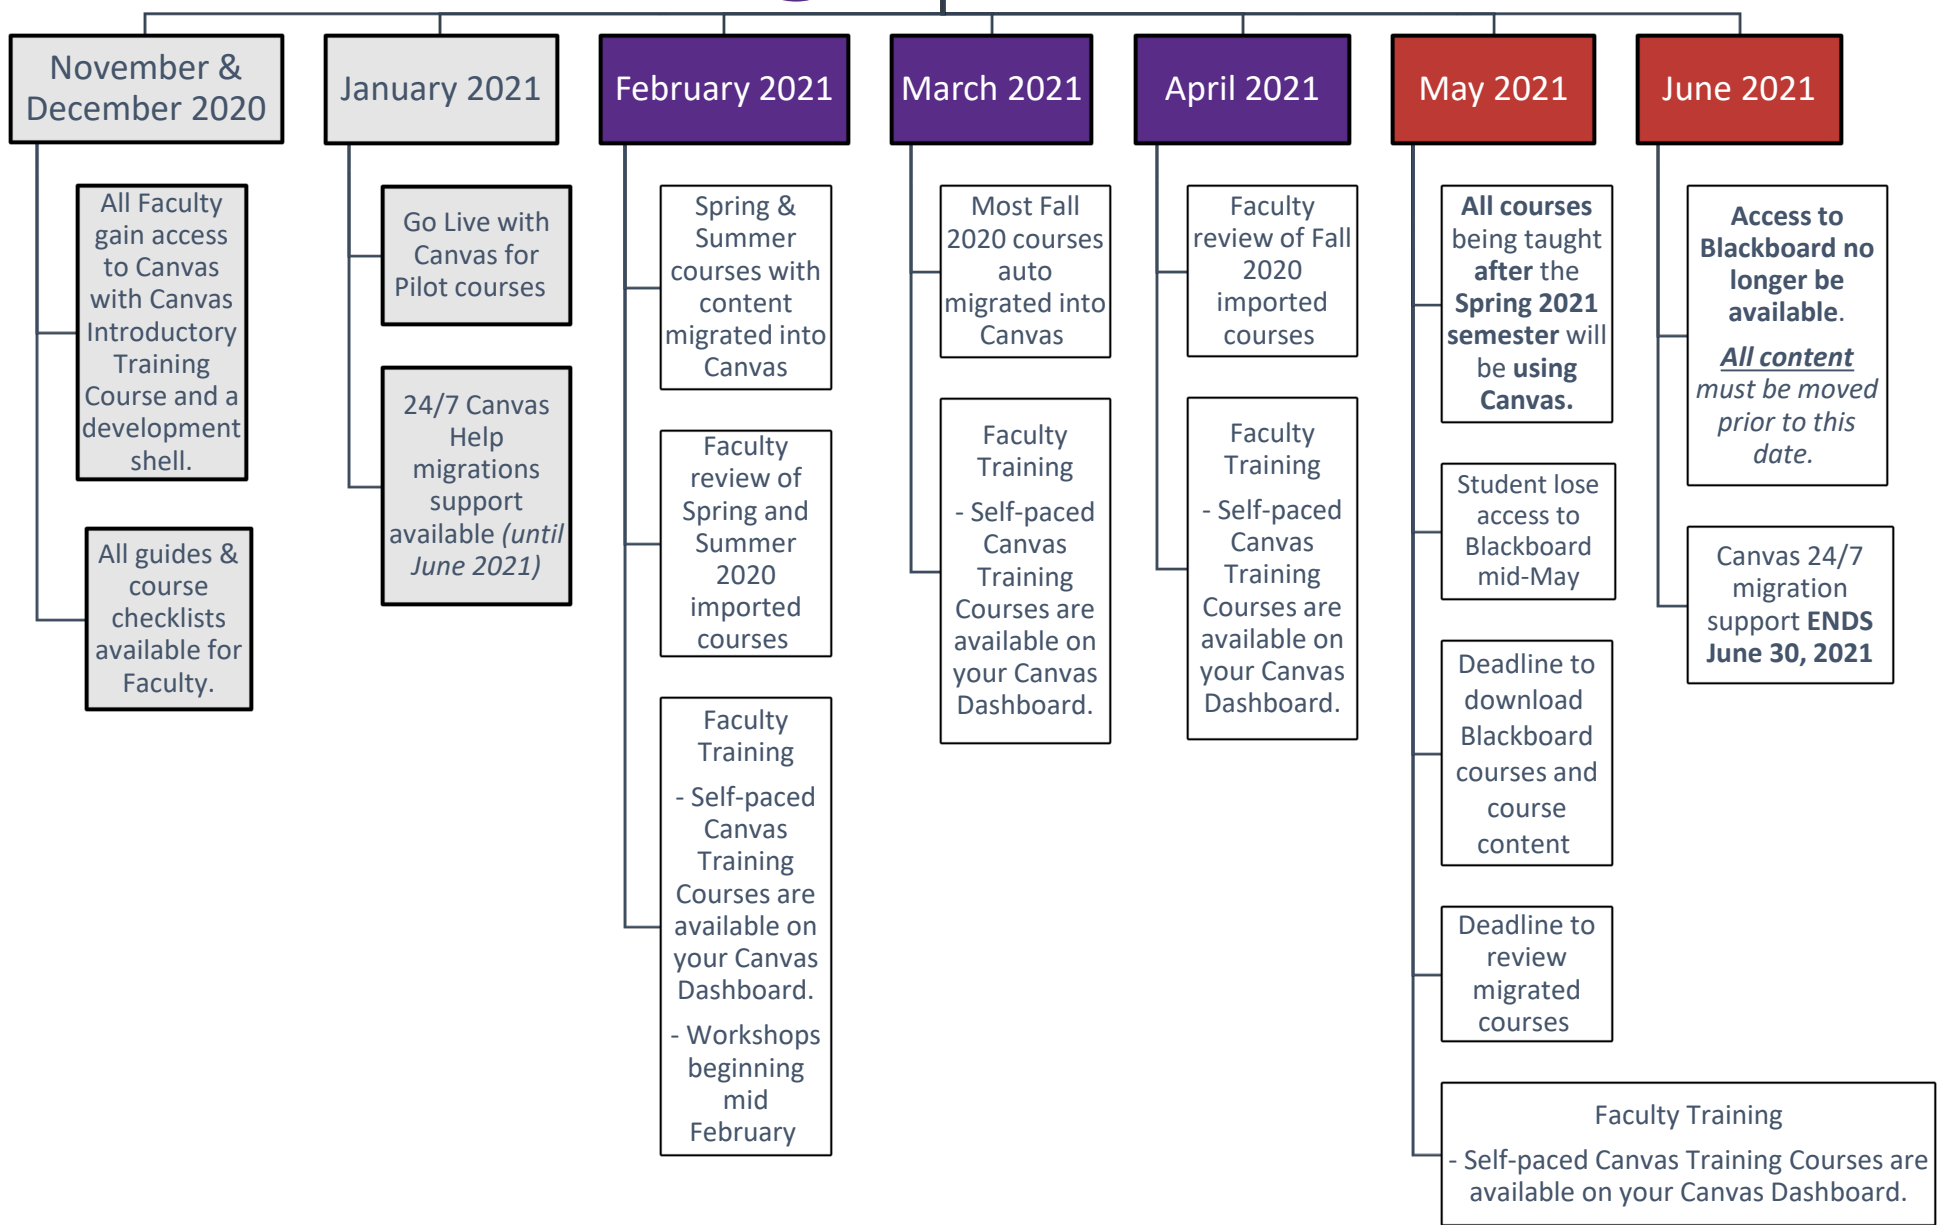 November &
December 2020
All Faculty
gain access
to Canvas
with Canvas
Introductory
Training
Course and a
development
shell.
All guides &
course
checklists
available for
Faculty.
January 2021
Go Live with
Canvas for
Pilot courses
24/7 Canvas
Help
migrations
support
available (until
June 2021)
February 2021
Spring &
Summer
courses with
content
migrated into
Canvas
Faculty
review of
Spring and
Summer
2020
imported
courses
Faculty
Training
- Self-paced
Canvas
Training
Courses are
available on
your Canvas
Dashboard.
- Workshops
beginning
mid
February
March 2021
Most Fall
2020 courses
auto
migrated into
Canvas
Faculty
Training
- Self-paced
Canvas
Training
Courses are
available on
your Canvas
Dashboard.
April 2021
Faculty
review of Fall
2020
imported
courses
Faculty
Training
- Self-paced
Canvas
Training
Courses are
available on
your Canvas
Dashboard.
May 2021
All courses
being taught
after the
Spring 2021
semester will
be using
Canvas.
Student lose
access to
Blackboard
mid-May
Deadline to
download
Blackboard
courses and
course
content
Deadline to
review
migrated
courses
Faculty Training
- Self-paced Canvas Training Courses are
available on your Canvas Dashboard.
June 2021
Access to
Blackboard no
longer be
available.
All content
must be moved
prior to this
date.
Canvas 24/7
migration
support ENDS
June 30, 2021